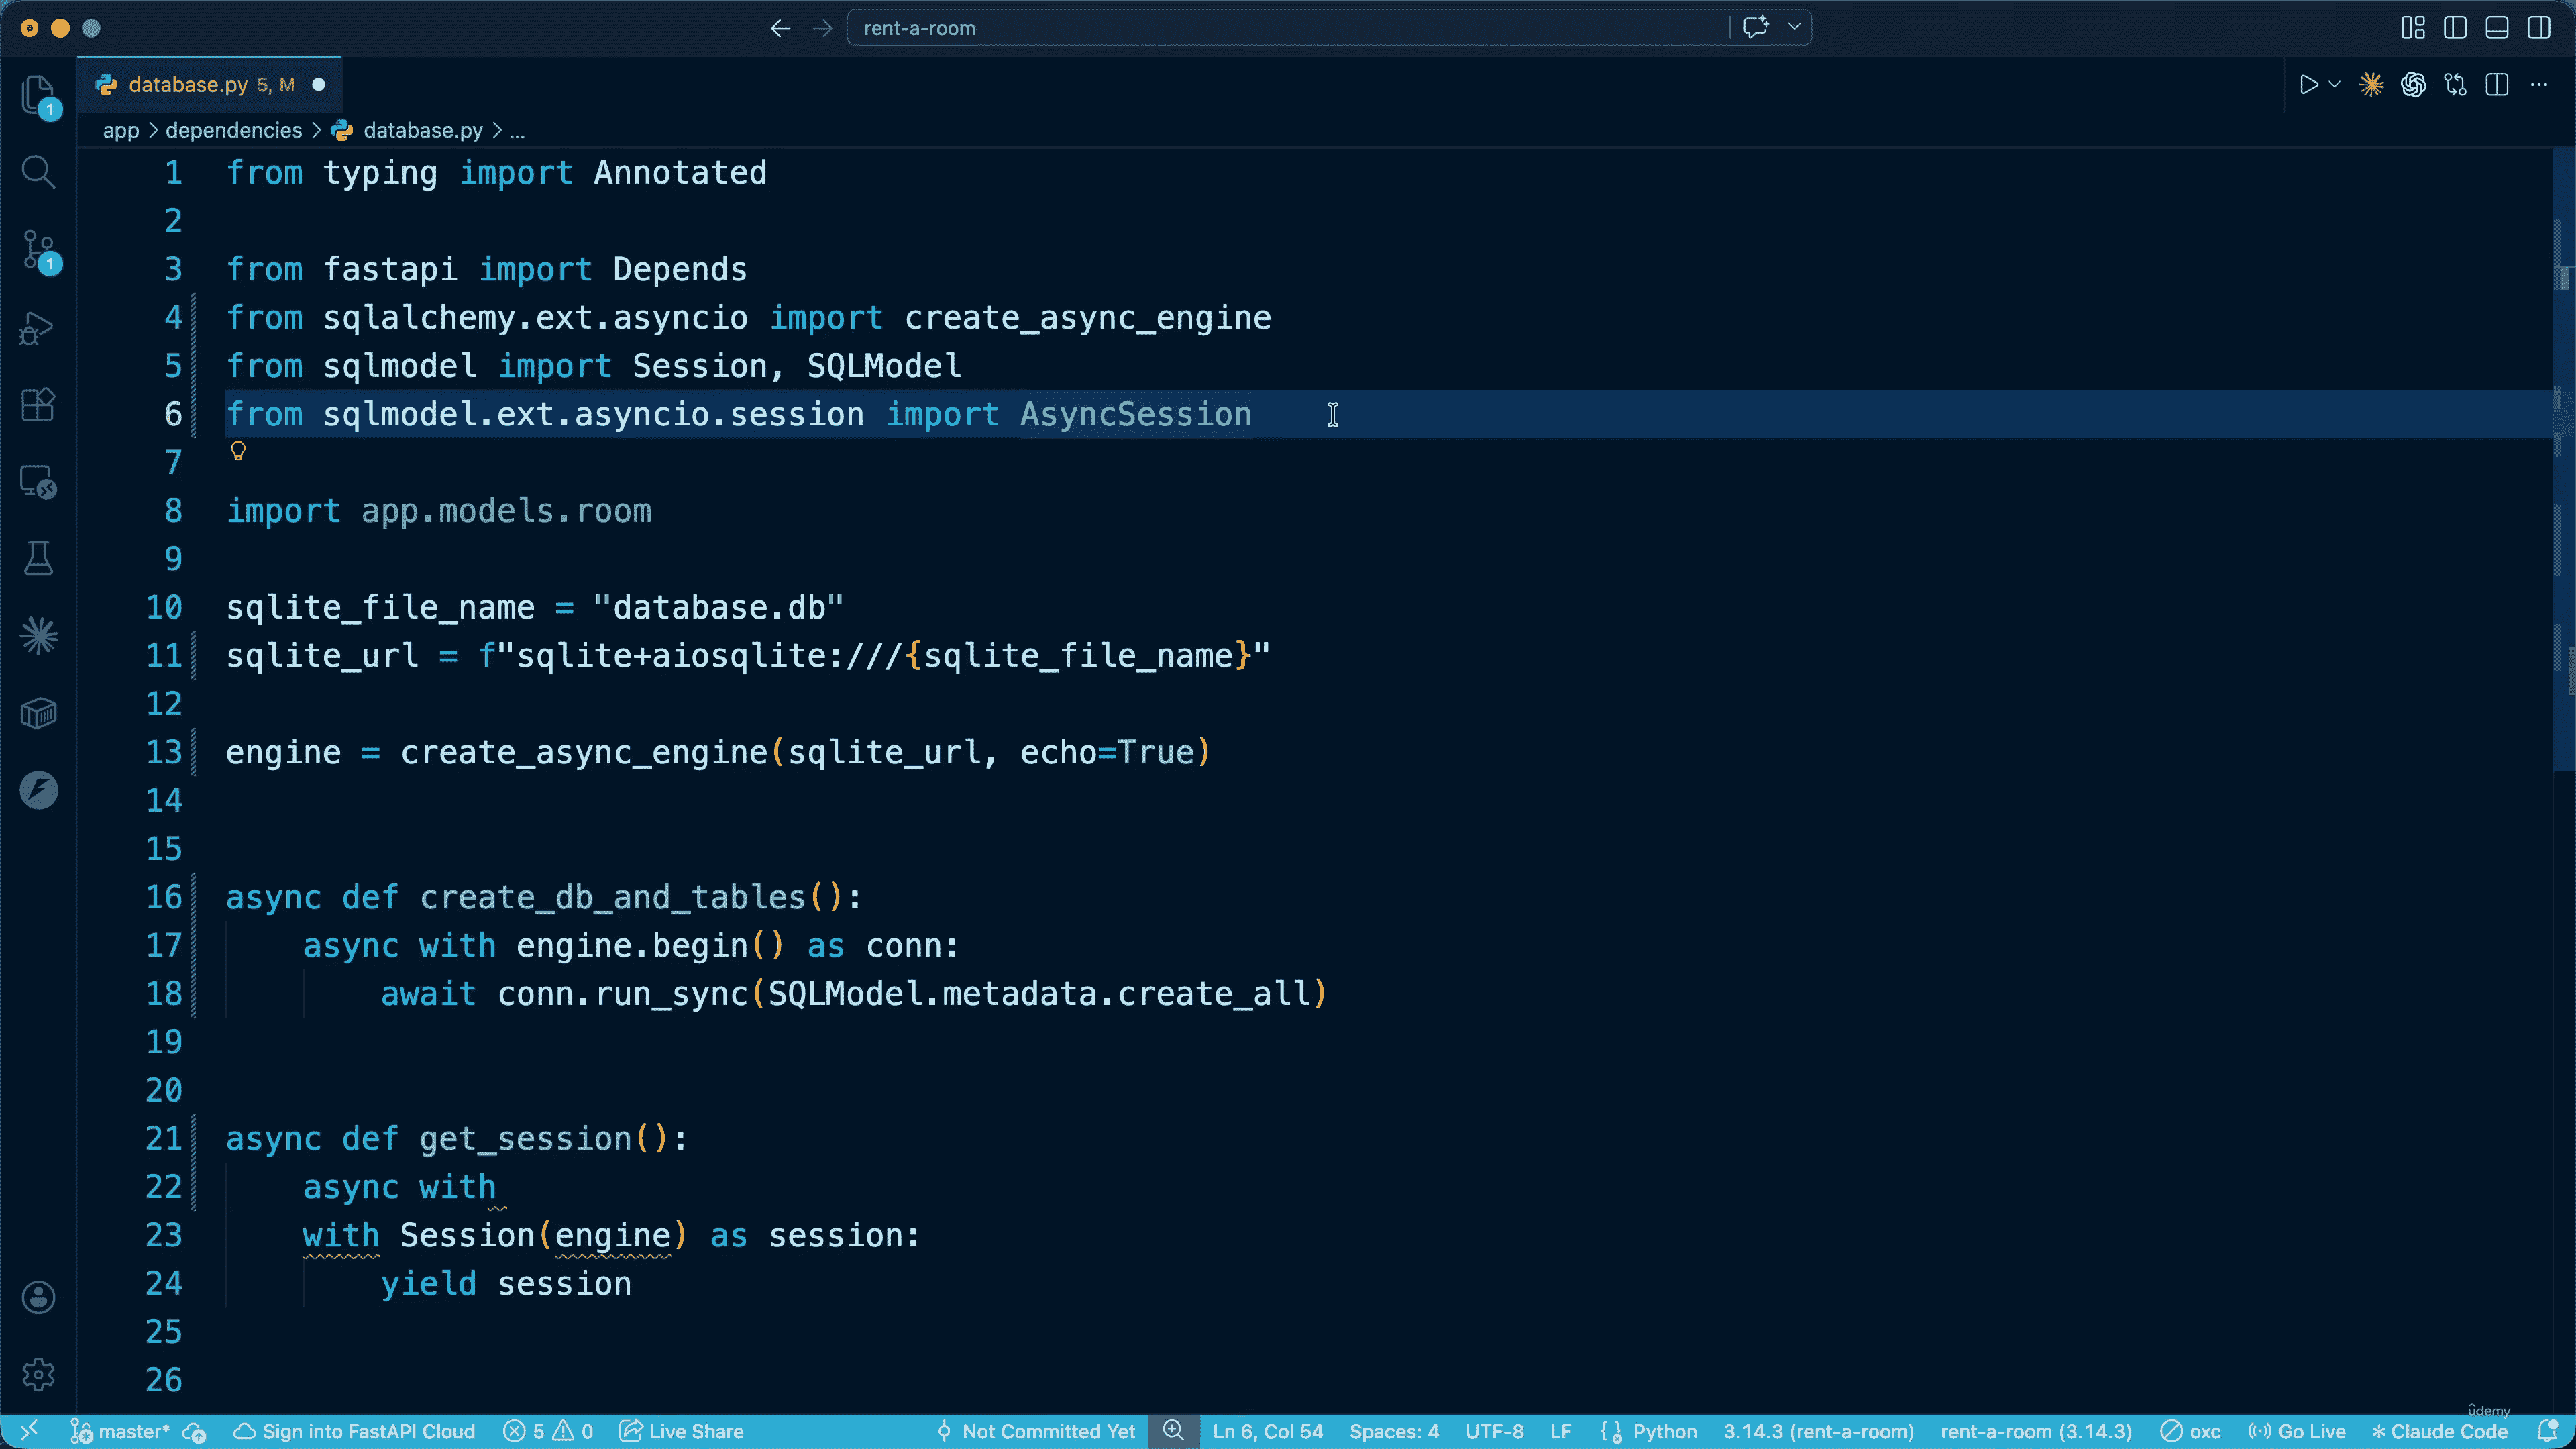 rent-a-room
database.py 5, M
app > dependencies > database.py > ...
1 from typing import Annotated
2
3 from fastapi import Depends
4 from sqlalchemy.ext.asyncio import create_async_engine
5 from sqlmodel import Session, SQLModel
6 from sqlmodel.ext.asyncio.session import AsyncSession
7
8 import app.models.room
9
10 sqlite_file_name = "database.db"
11 sqlite_url = f"sqlite+aiosqlite:///{sqlite_file_name}"
12
13 engine = create_async_engine(sqlite_url, echo=True)
14
15
16 async def create_db_and_tables():
17     async with engine.begin() as conn:
18         await conn.run_sync(SQLModel.metadata.create_all)
19
20
21 async def get_session():
22     async with
23     with Session(engine) as session:
24         yield session
25
26
1
1
ûdemy
master* Sign into FastAPI Cloud 5 0 Live Share Not Committed Yet Ln 6, Col 54 Spaces: 4 UTF-8 LF Python 3.14.3 (rent-a-room) rent-a-room (3.14.3) oxc Go Live Claude Code